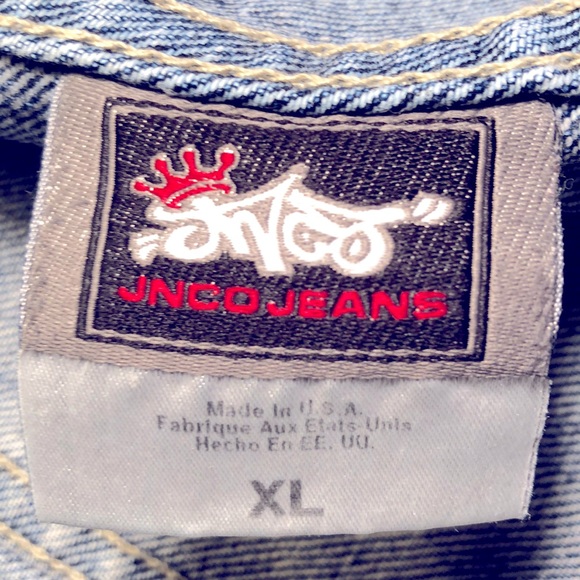 "JNCO"
JNCO JEANS
Made In U.S.A.
Fabrique Aux Etats-Unis
Hecho En EE. UU.
XL